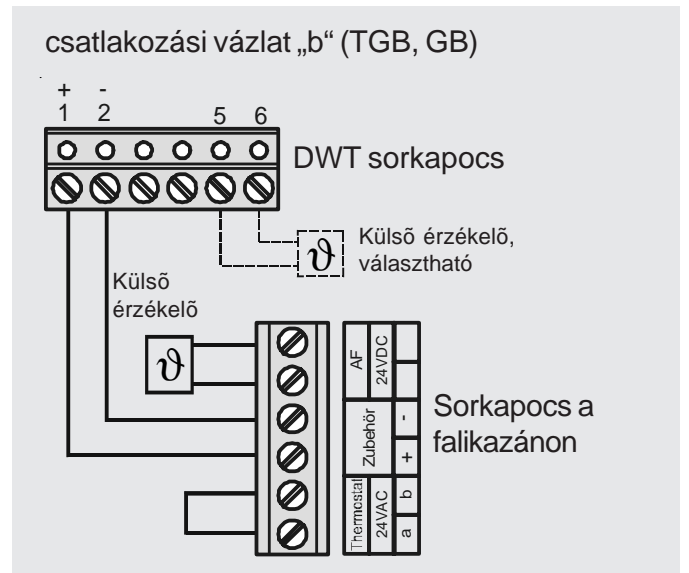 csatlakozási vázlat „b“ (TGB, GB)
+ -
1 2 5 6
DWT sorkapocs
Külsõ érzékelõ,
választható
Külsõ
érzékelõ
ϑ
ϑ
AF
24VDC
Zubehör
-
+
Thermostat
24VAC
b
a
Sorkapocs a
falikazánon